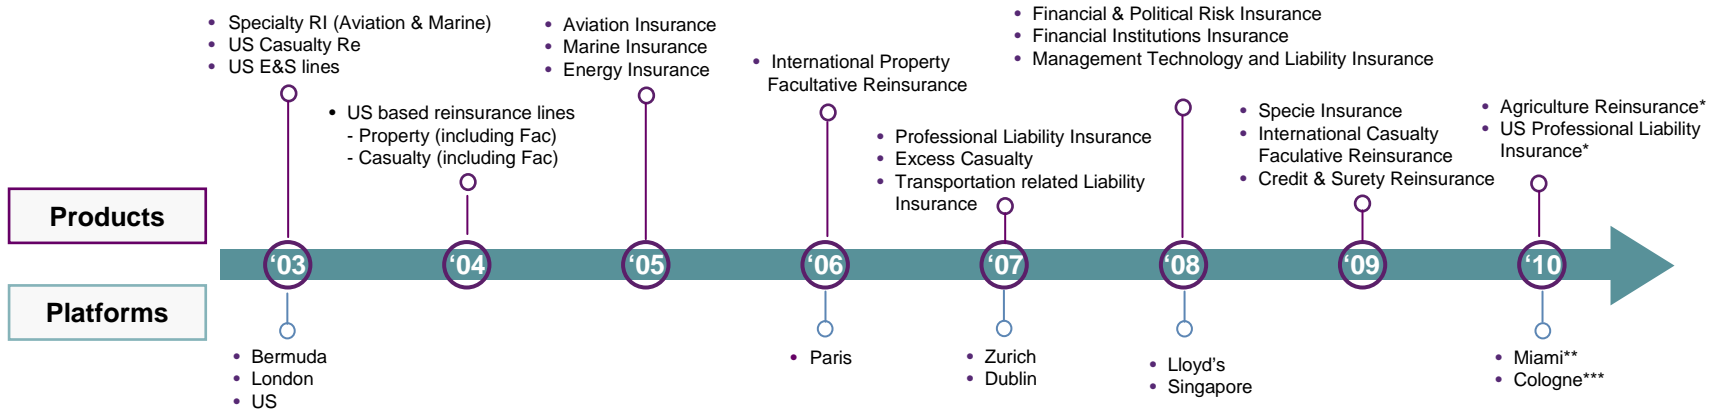 • Specialty RI (Aviation & Marine)
• US Casualty Re
• US E&S lines
• US based reinsurance lines
- Property (including Fac)
- Casualty (including Fac)
• Aviation Insurance
• Marine Insurance
• Energy Insurance
• International Property
Facultative Reinsurance
• Professional Liability Insurance
• Excess Casualty
• Transportation related Liability
Insurance
• Financial & Political Risk Insurance
• Financial Institutions Insurance
• Management Technology and Liability Insurance
• Specie Insurance
• International Casualty
Faculative Reinsurance
• Credit & Surety Reinsurance
• Agriculture Reinsurance*
• US Professional Liability
Insurance*
Products
‘03
‘04
‘05
‘06
‘07
‘08
‘09
‘10
Platforms
• Bermuda
• London
• US
• Paris
• Zurich
• Dublin
• Lloyd’s
• Singapore
• Miami**
• Cologne***